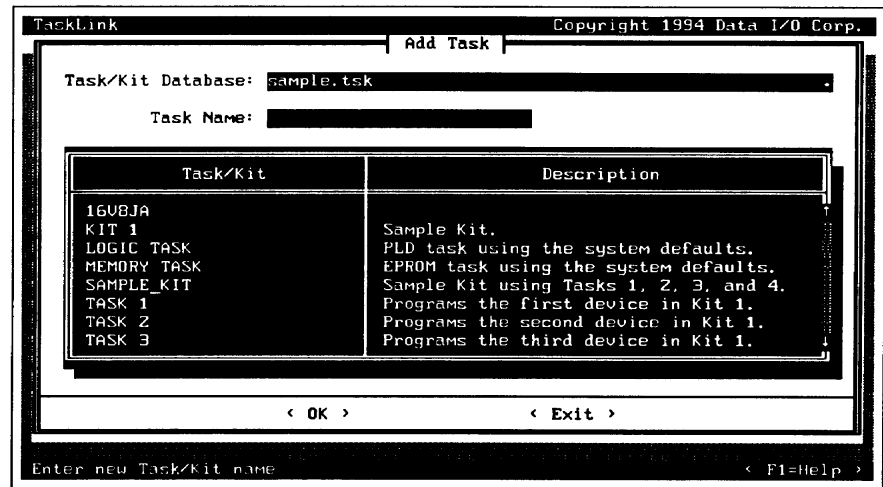 TaskLink Copyright 1994 Data I/O Corp.
Add Task
Task/Kit Database: sample.tsk
Task Name:
Task/Kit Description
16V8JA
KIT 1 Sample Kit.
LOGIC TASK PLD task using the system defaults.
MEMORY TASK EPROM task using the system defaults.
SAMPLE_KIT Sample Kit using Tasks 1, 2, 3, and 4.
TASK 1 Programs the first device in Kit 1.
TASK 2 Programs the second device in Kit 1.
TASK 3 Programs the third device in Kit 1.
< OK > < Exit >
Enter new Task/Kit name < F1=Help >